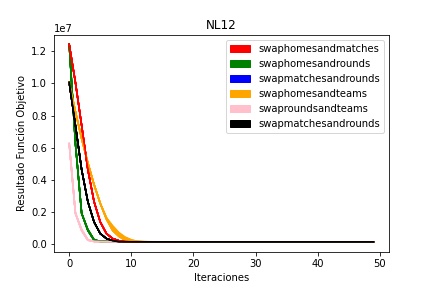 NL12
1e7
swaphomesandmatches
swaphomesandrounds
swapmatchesandrounds
swaphomesandteams
swaproundsandteams
swapmatchesandrounds
Resultado Función Objetivo
1.2
1.0
0.8
0.6
0.4
0.2
0.0
0 10 20 30 40 50
Iteraciones